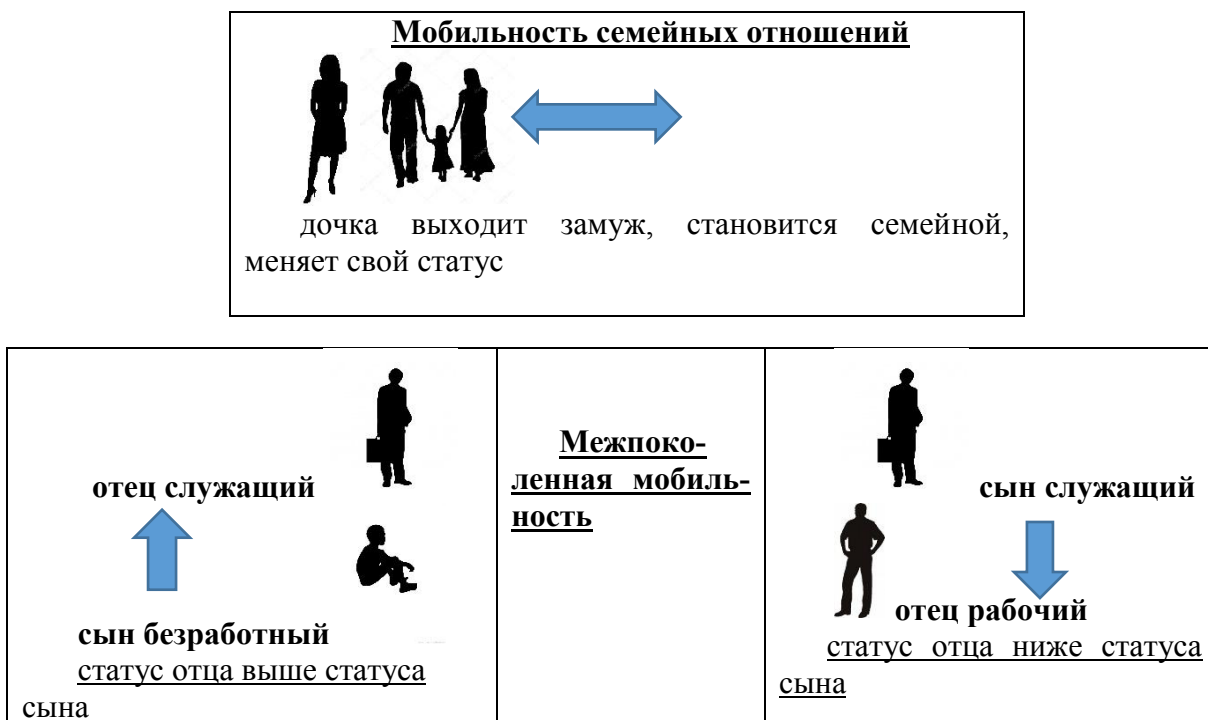 Мобильность семейных отношений
дочка выходит замуж, становится семейной,
меняет свой статус
отец служащий
сын безработный
статус отца выше статуса
сына
Межпоко-
ленная мобиль-
ность
сын служащий
отец рабочий
статус отца ниже статуса
сына